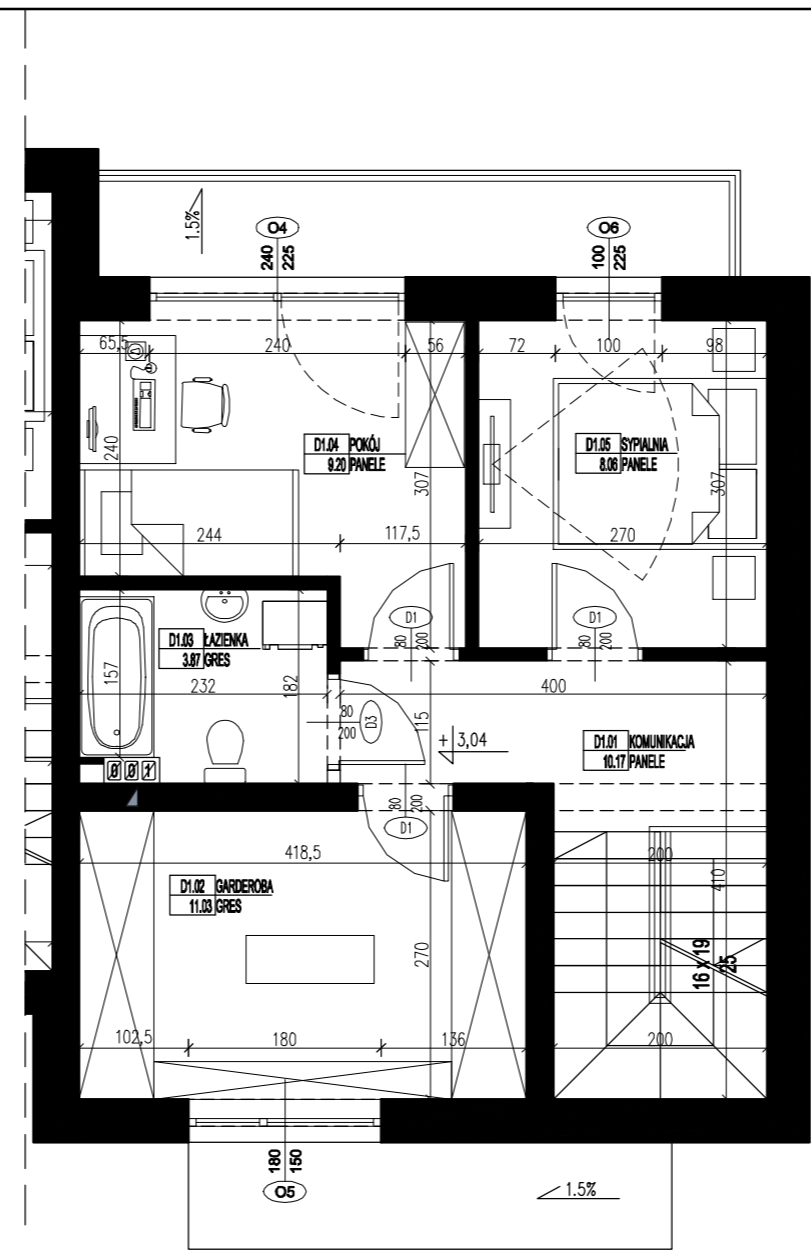 1.5%
O4
240
225
O6
100
225
65,5
240
56
72
100
98
240
D1.04 POKÓJ
9.20 PANELE
307
D1.05 SYPIALNIA
8.06 PANELE
307
244
117,5
270
D1
80
200
D1
80
200
D1.03 ŁAZIENKA
3.87 GRES
157
232
182
80
200
D3
115
400
+ 3,04
D1.01 KOMUNIKACJA
10.17 PANELE
80
200
D1
418,5
D1.02 GARDEROBA
11.03 GRES
270
200
410
16 x 19
25
102,5
180
136
200
180
150
O5
1.5%